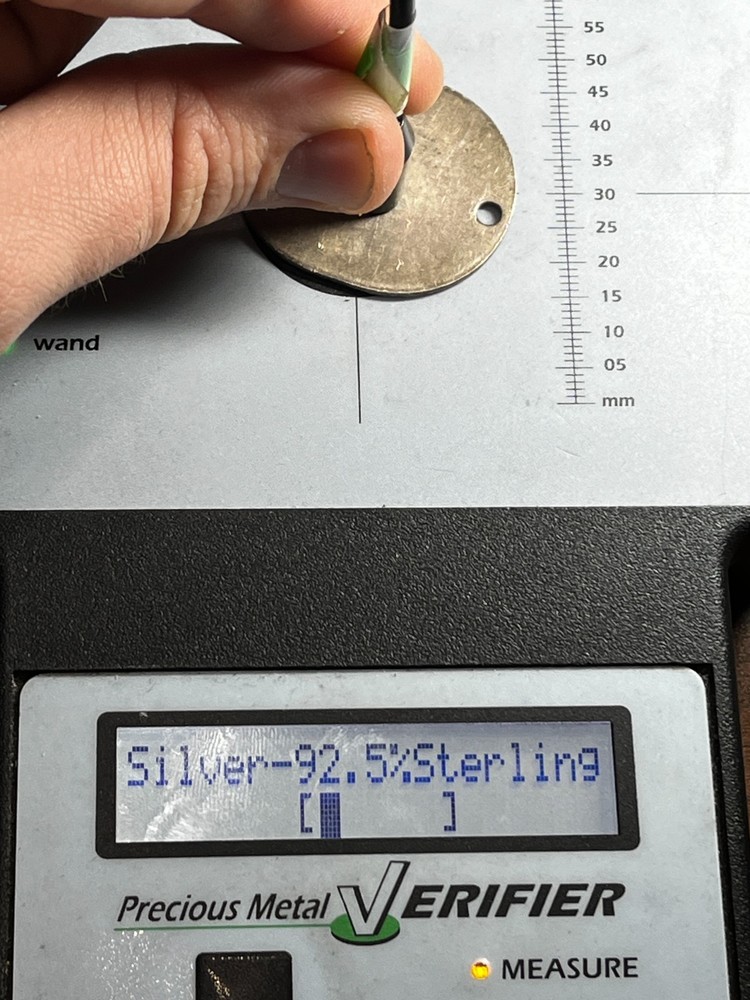 55
50
45
40
35
30
25
20
15
10
05
mm
wand
Silver-92.5%Sterling
[ ]
Precious Metal VERIFIER
MEASURE